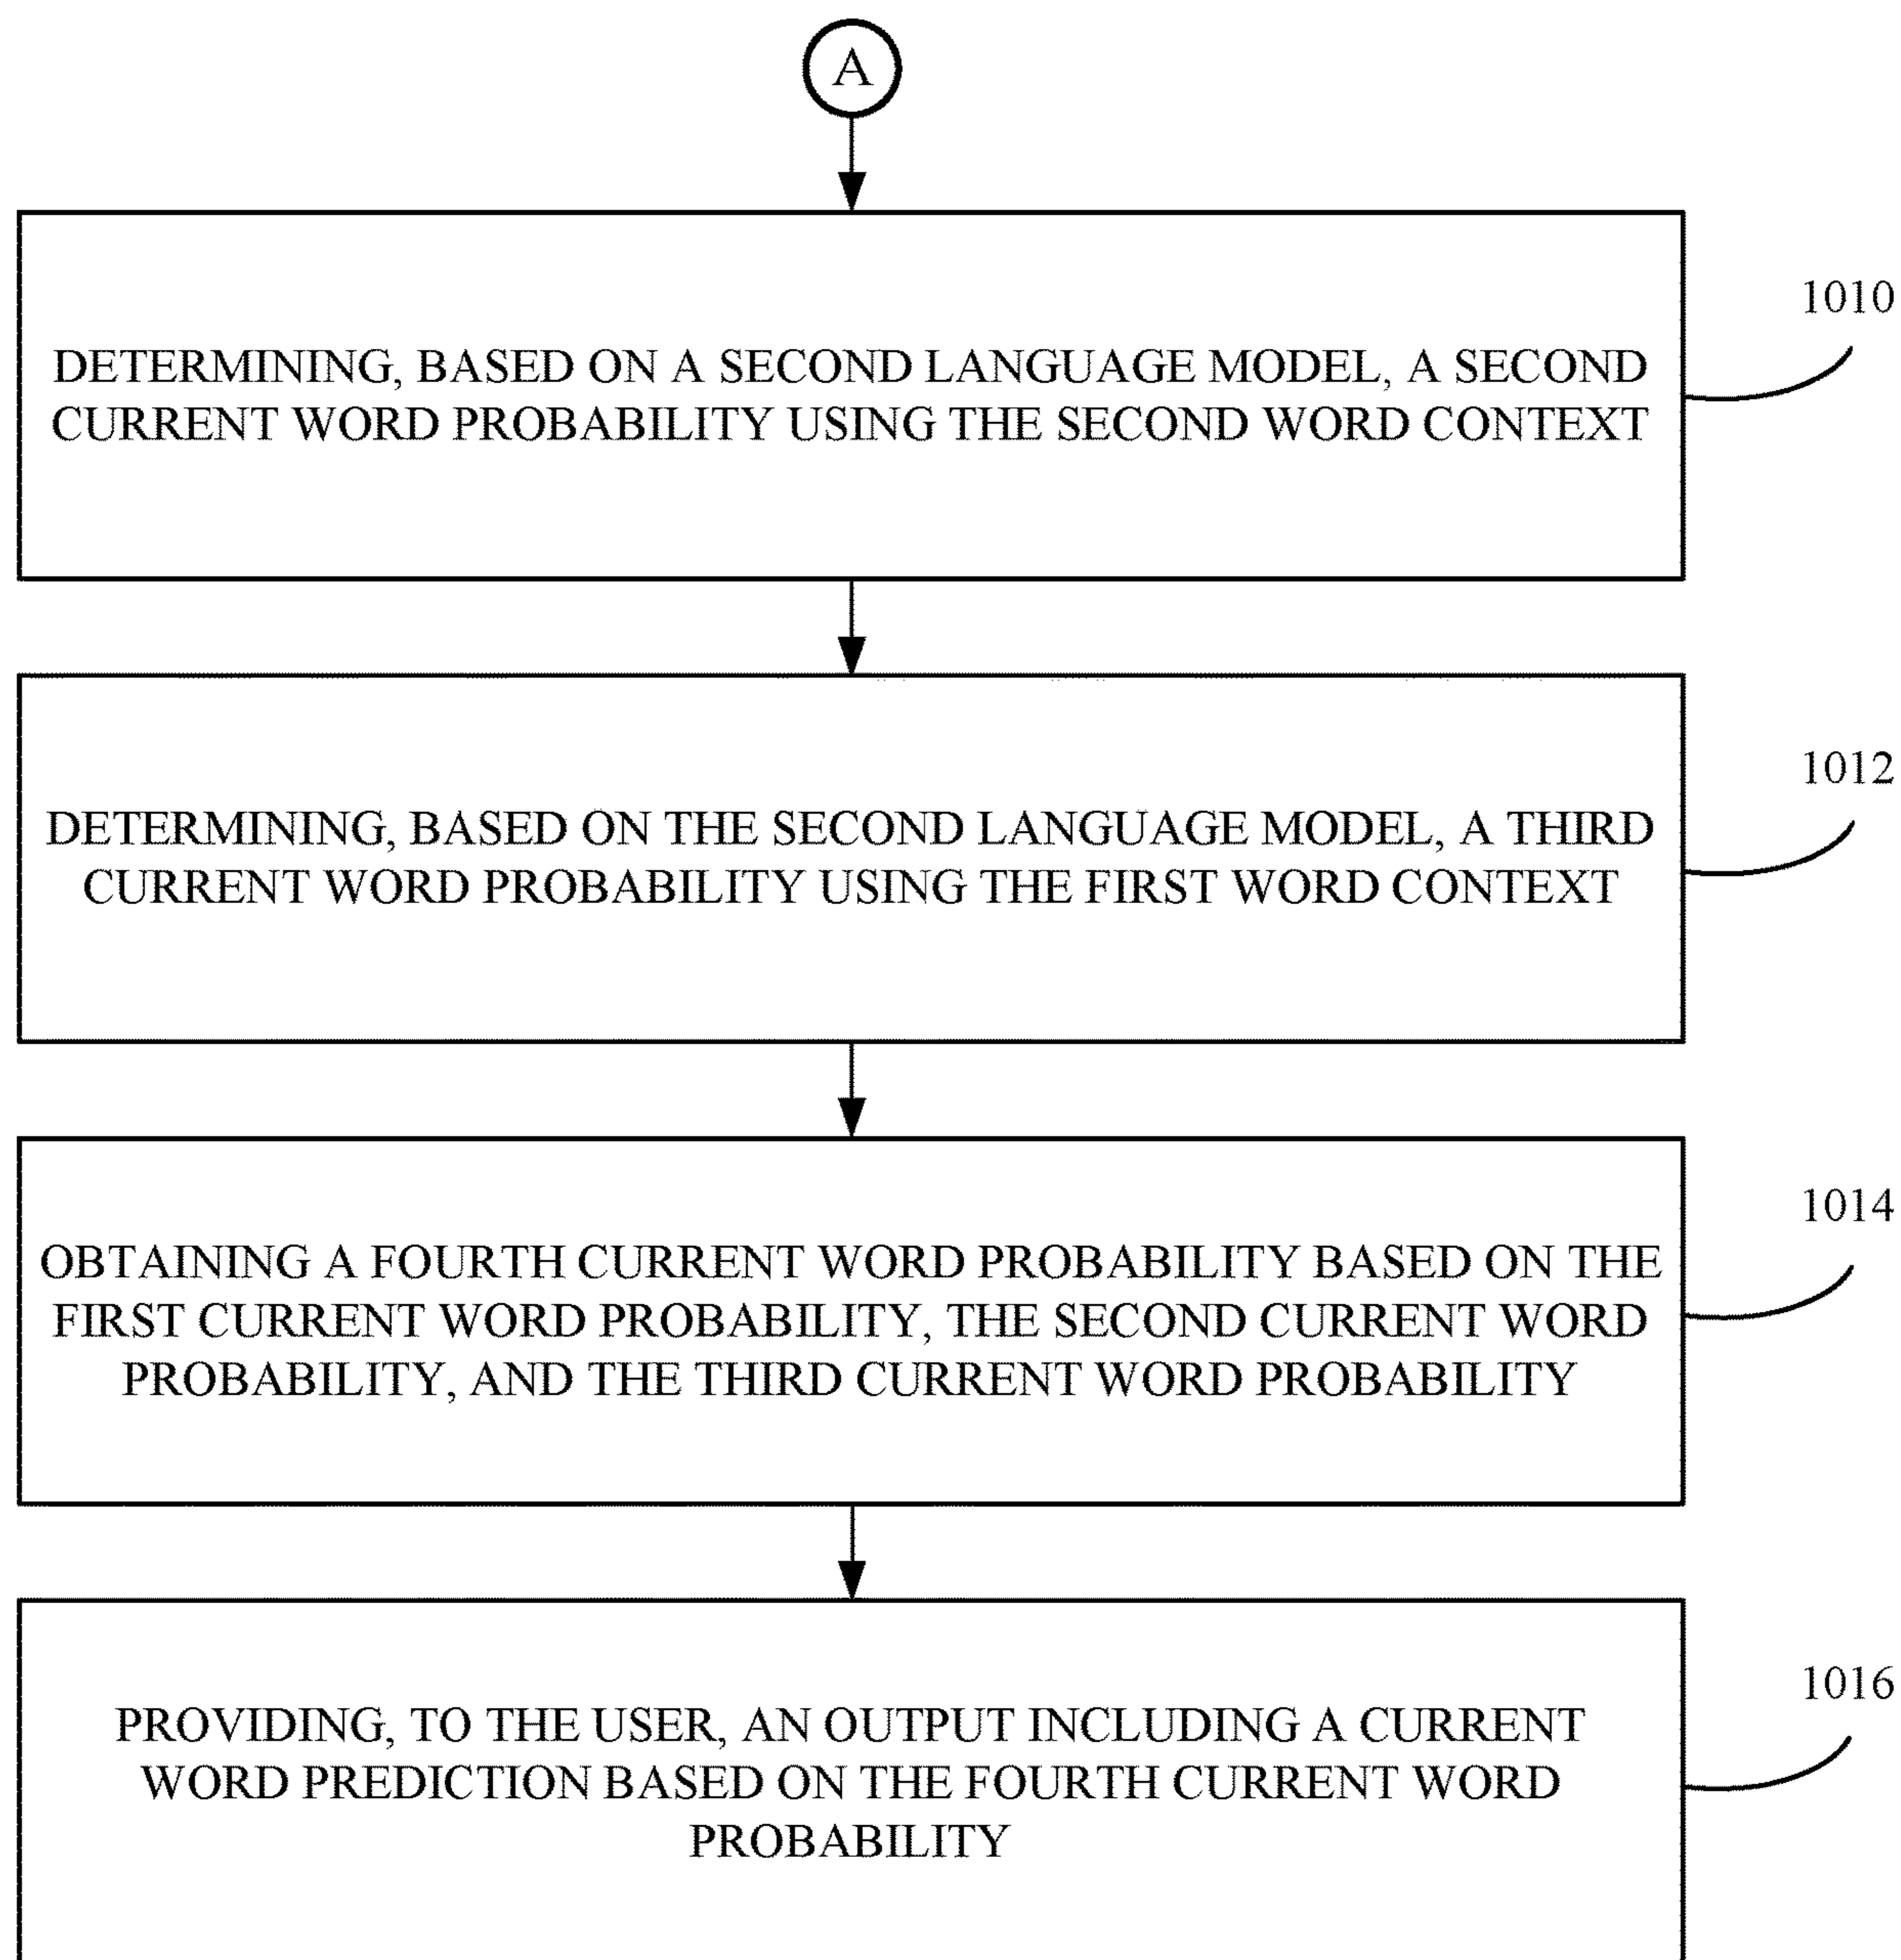 A
1010
DETERMINING, BASED ON A SECOND LANGUAGE MODEL, A SECOND
CURRENT WORD PROBABILITY USING THE SECOND WORD CONTEXT
1012
DETERMINING, BASED ON THE SECOND LANGUAGE MODEL, A THIRD
CURRENT WORD PROBABILITY USING THE FIRST WORD CONTEXT
1014
OBTAINING A FOURTH CURRENT WORD PROBABILITY BASED ON THE
FIRST CURRENT WORD PROBABILITY, THE SECOND CURRENT WORD
PROBABILITY, AND THE THIRD CURRENT WORD PROBABILITY
1016
PROVIDING, TO THE USER, AN OUTPUT INCLUDING A CURRENT
WORD PREDICTION BASED ON THE FOURTH CURRENT WORD
PROBABILITY